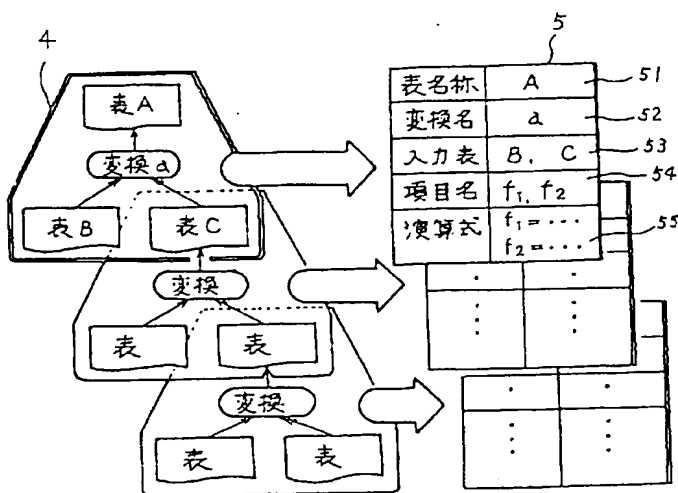 4
表A
変換 a
表B
表C
変換
表
表
変換
表
表
5
表名称 A 51
変換名 a 52
入力表 B、C 53
項目名 f₁, f₂ 54
演算式 f₁=···
f₂=··· 55